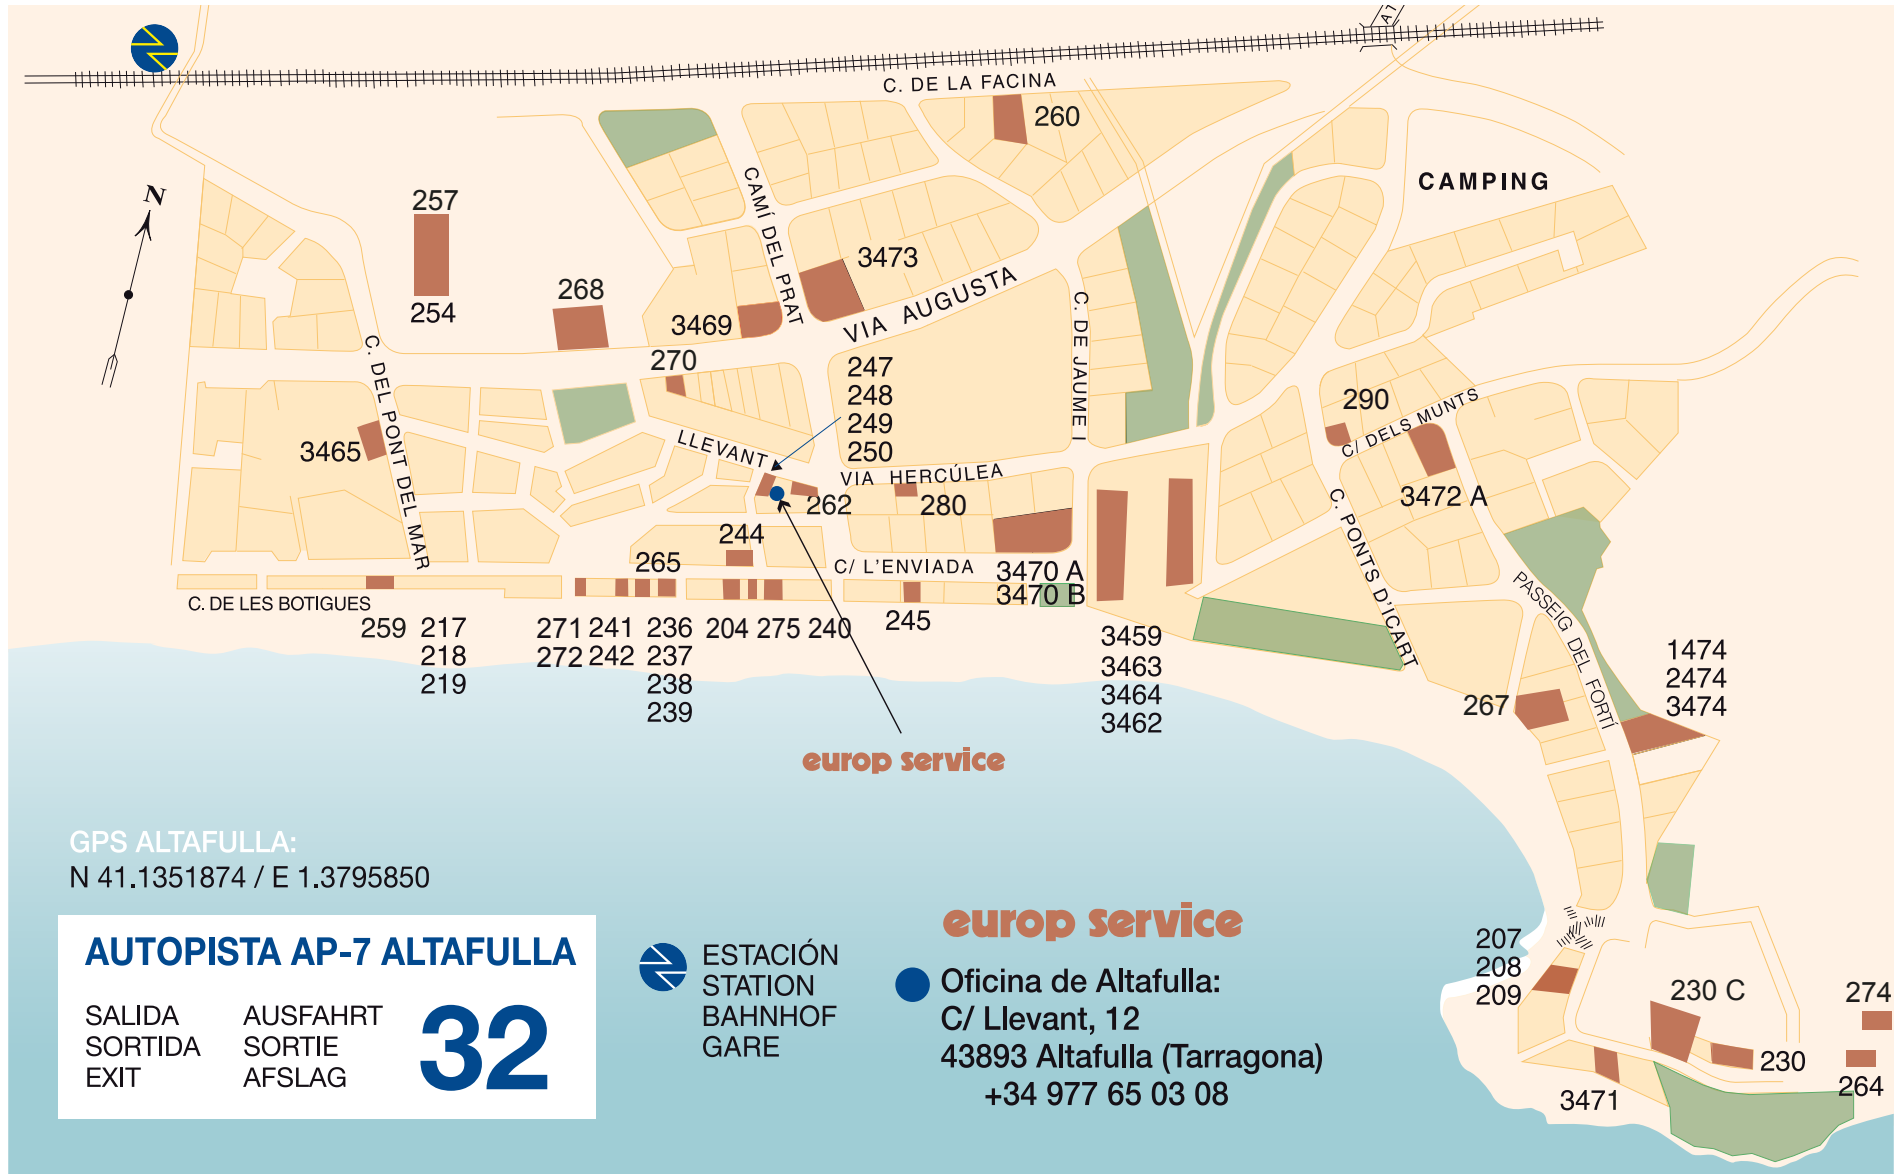 A7
C. DE LA FACINA
260
CAMPING
N
257
254
268
CAMÍ DEL PRAT
3473
3469
VIA AUGUSTA
C. DE JAUME I
270
247
248
249
250
C. DEL PONT DEL MAR
3465
LLEVANT
VIA HERCÚLEA
262
280
290
C/ DELS MUNTS
3472 A
C. PONTS D'ICART
244
265
C/ L'ENVIADA
3470 A
3470 B
C. DE LES BOTIGUES
259
217
218
219
271
272
241
242
236
237
238
239
204
275
240
245
3459
3463
3464
3462
PASSEIG DEL FORTÍ
1474
2474
3474
267
europ service
GPS ALTAFULLA:
N 41.1351874 / E 1.3795850
AUTOPISTA AP-7 ALTAFULLA
SALIDA
SORTIDA
EXIT
AUSFAHRT
SORTIE
AFSLAG
32
ESTACIÓN
STATION
BAHNHOF
GARE
europ service
Oficina de Altafulla:
C/ Llevant, 12
43893 Altafulla (Tarragona)
+34 977 65 03 08
207
208
209
230 C
274
230
264
3471